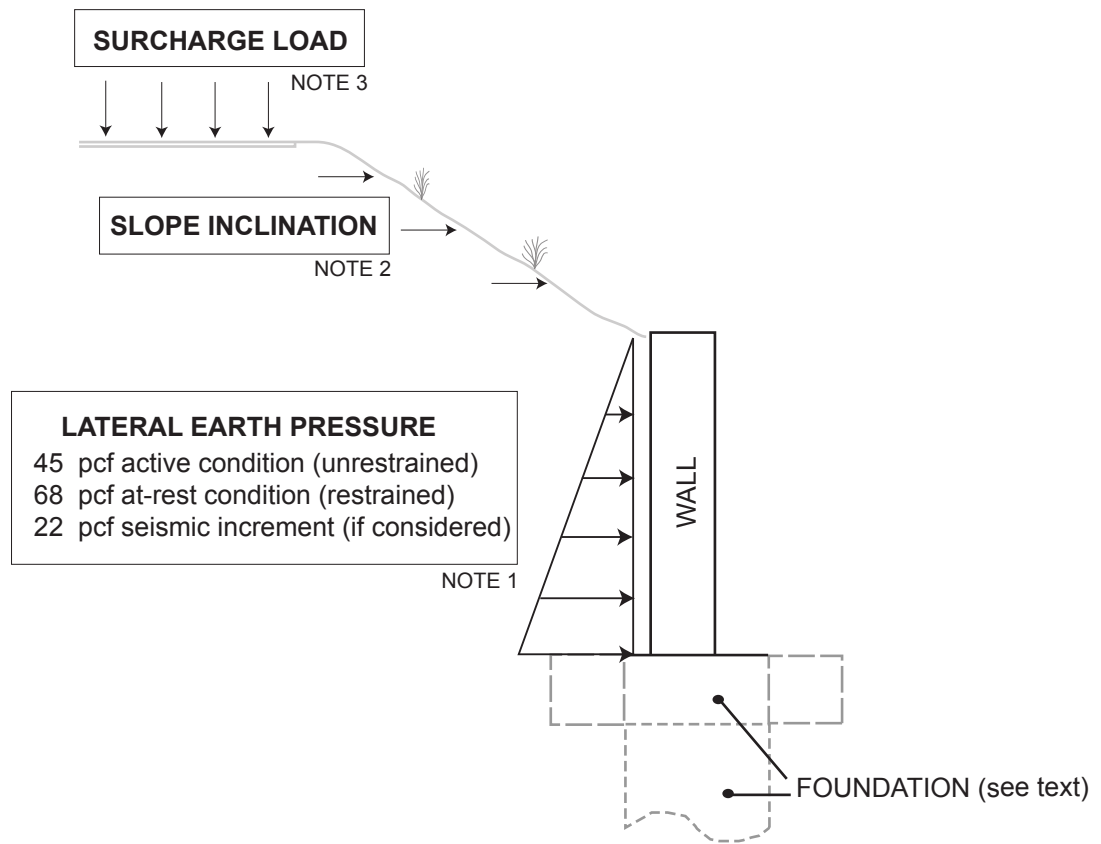 SURCHARGE LOAD
NOTE 3
SLOPE INCLINATION
NOTE 2
LATERAL EARTH PRESSURE
45 pcf active condition (unrestrained)
68 pcf at-rest condition (restrained)
22 pcf seismic increment (if considered)
NOTE 1
WALL
FOUNDATION (see text)